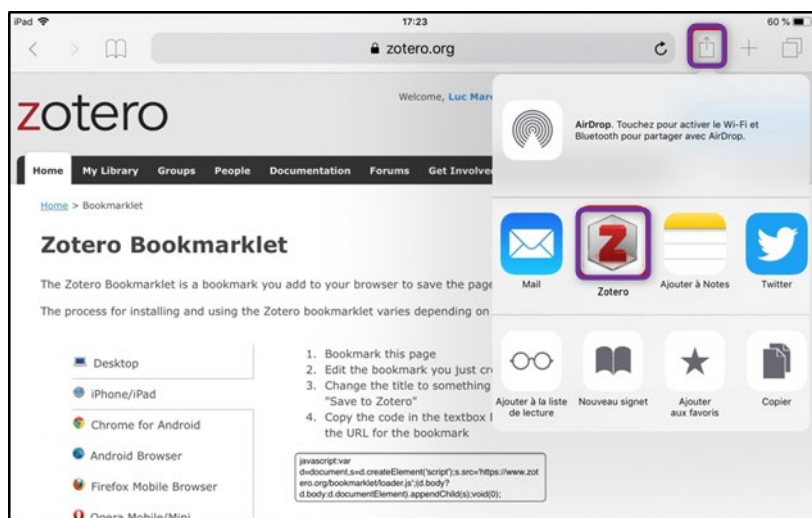 iPad
17:23
60 %
zotero.org
zotero
Welcome, Luc
AirDrop. Touchez pour activer le Wi-Fi et
Bluetooth pour partager avec AirDrop.
Home My Library Groups People Documentation Forums Get
Home > Bookmarklet
Zotero Bookmarklet
The Zotero Bookmarklet is a bookmark you add to your browser to save the page
The process for installing and using the Zotero bookmarklet varies depending on
Z
Mail
Zotero
Ajouter à Notes
Twitter
Desktop
iPhone/iPad
Chrome for Android
Android Browser
Firefox Mobile Browser
Opera Mobile/Mini
1. Bookmark this page
2. Edit the bookmark you just
3. Change the title to something
"Save to Zotero"
4. Copy the code in the textbox
the URL for the bookmark
javascript:var
d=document,s=d.createElement('script');s.src='https://www.zot
ero.org/bookmarklet/loader.js';(d.body?
d.body:d.documentElement).appendChild(s);void(0);
Ajouter à la liste
de lecture
Nouveau signet
Ajouter
aux favoris
Copier